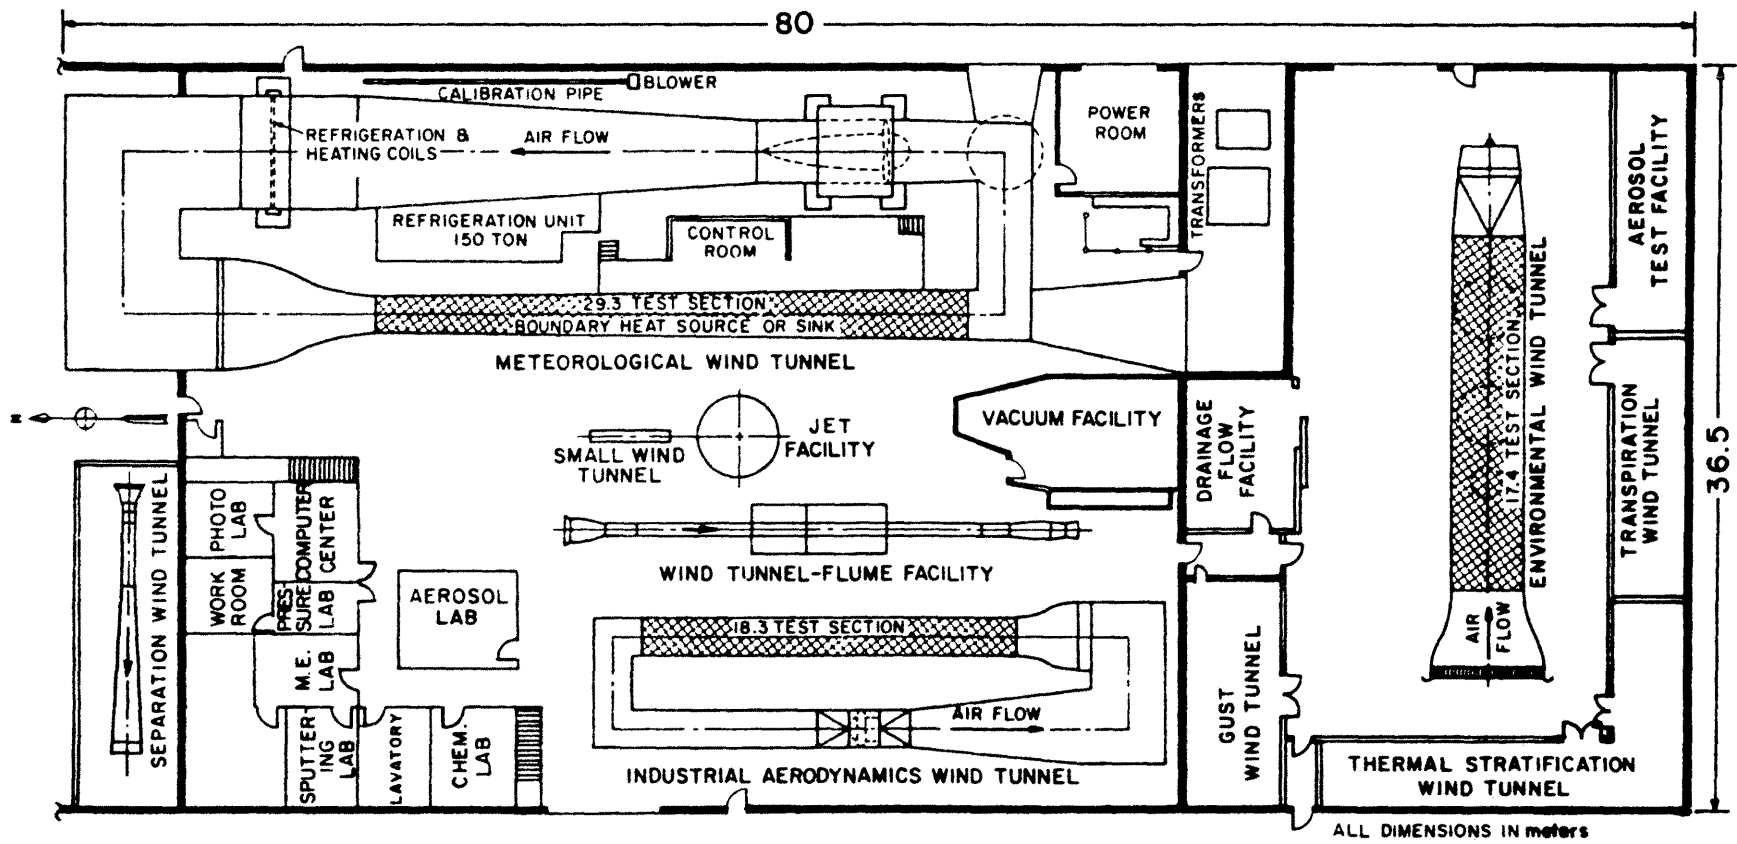 80
BLOWER
CALIBRATION PIPE
REFRIGERATION &
HEATING COILS
AIR FLOW
POWER
ROOM
TRANSFORMERS
AEROSOL
TEST FACILITY
REFRIGERATION UNIT
150 TON
CONTROL
ROOM
29.3 TEST SECTION
BOUNDARY HEAT SOURCE OR SINK
METEOROLOGICAL WIND TUNNEL
17.4 TEST SECTION
ENVIRONMENTAL WIND TUNNEL
AIR
FLOW
N
VACUUM FACILITY
JET
FACILITY
SMALL WIND
TUNNEL
DRAINAGE
FLOW
FACILITY
TRANSPIRATION
WIND TUNNEL
36.5
SEPARATION WIND TUNNEL
PHOTO
LAB
COMPUTER
CENTER
WORK
ROOM
PRES-
SURE
LAB
AEROSOL
LAB
WIND TUNNEL-FLUME FACILITY
18.3 TEST SECTION
M.E.
LAB
AIR FLOW
GUST
WIND TUNNEL
SPUTTER-
ING
LAB
LAVATORY
CHEM.
LAB
INDUSTRIAL AERODYNAMICS WIND TUNNEL
THERMAL STRATIFICATION
WIND TUNNEL
ALL DIMENSIONS IN meters